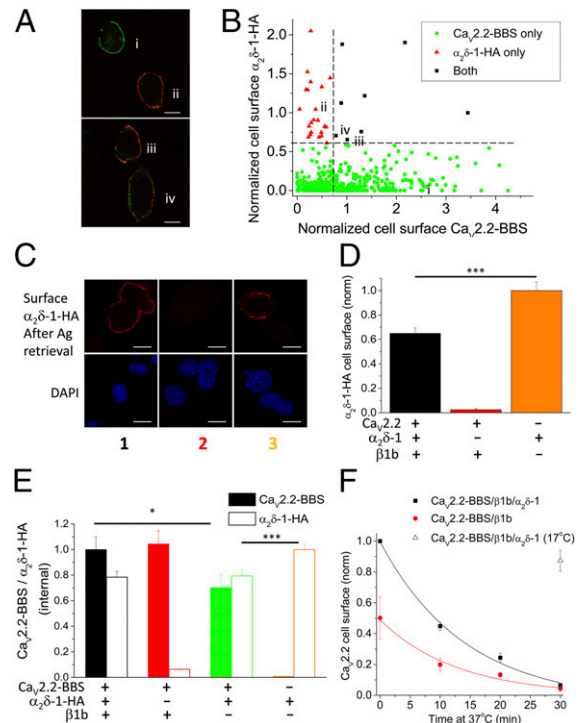 A
i
ii
iii
iv
B
Normalized cell surface α₂δ-1-HA
2.0
1.5
1.0
0.5
0.0
Caᵥ2.2-BBS only
α₂δ-1-HA only
Both
ii
iv
iii
i
0 1 2 3 4
Normalized cell surface Caᵥ2.2-BBS
C
Surface
α₂δ-1-HA
After Ag
retrieval
DAPI
1 2 3
D
α₂δ-1-HA cell surface (norm)
***
1.0
0.8
0.6
0.4
0.2
0.0
Caᵥ2.2 + + −
α₂δ-1 + − +
β1b + + −
E
Caᵥ2.2-BBS / α₂δ-1-HA
(internal)
Caᵥ2.2-BBS
α₂δ-1-HA
*
***
1.2
1.0
0.8
0.6
0.4
0.2
0.0
Caᵥ2.2-BBS + + + −
α₂δ-1-HA + − + +
β1b + + − −
F
Caᵥ2.2-BBS/β1b/α₂δ-1
Caᵥ2.2-BBS/β1b
Caᵥ2.2-BBS/β1b/α₂δ-1 (17°C)
Caᵥ2.2 cell surface (norm)
1.0
0.8
0.6
0.4
0.2
0.0
0 10 20 30
Time at 37°C (min)